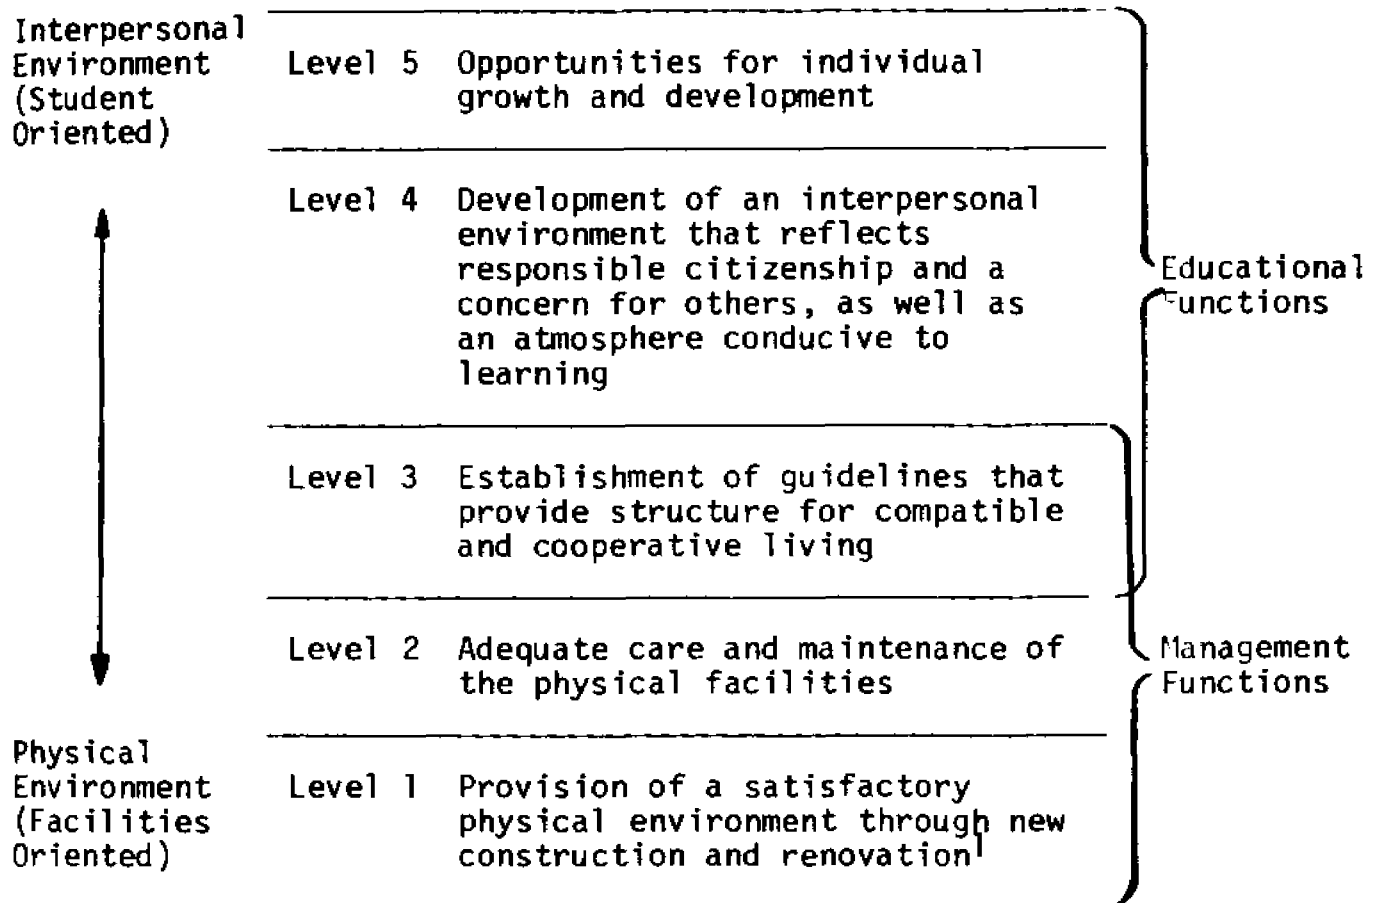 Interpersonal
Environment
(Student
Oriented)
Level 5 Opportunities for individual
growth and development
Level 4 Development of an interpersonal
environment that reflects
responsible citizenship and a
concern for others, as well as
an atmosphere conducive to
learning
Educational
Functions
Level 3 Establishment of guidelines that
provide structure for compatible
and cooperative living
Level 2 Adequate care and maintenance of
the physical facilities
Management
Functions
Physical
Environment
(Facilities
Oriented)
Level 1 Provision of a satisfactory
physical environment through new
construction and renovation